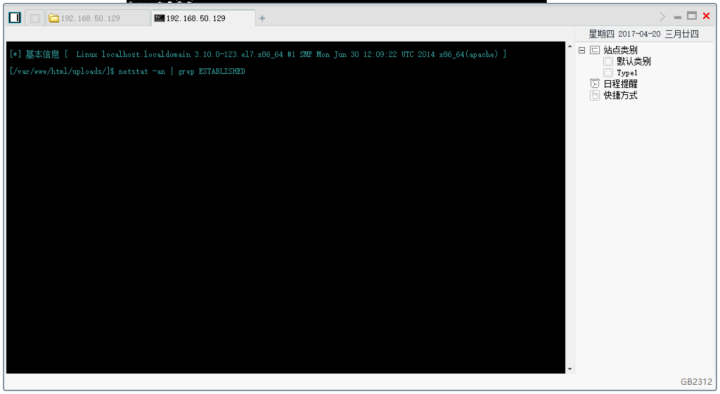 192.168.50.129
192.168.50.129
星期四 2017-04-20 三月廿四
[*] 基本信息 [ Linux localhost.localdomain 3.10.0-123.el7.x86_64 #1 SMP Mon Jun 30 12:09:22 UTC 2014 x86_64(apache) ]
[/var/www/html/uploads/]$ netstat -an | grep ESTABLISHED
站点类别
默认类别
Type1
日程提醒
快捷方式
GB2312